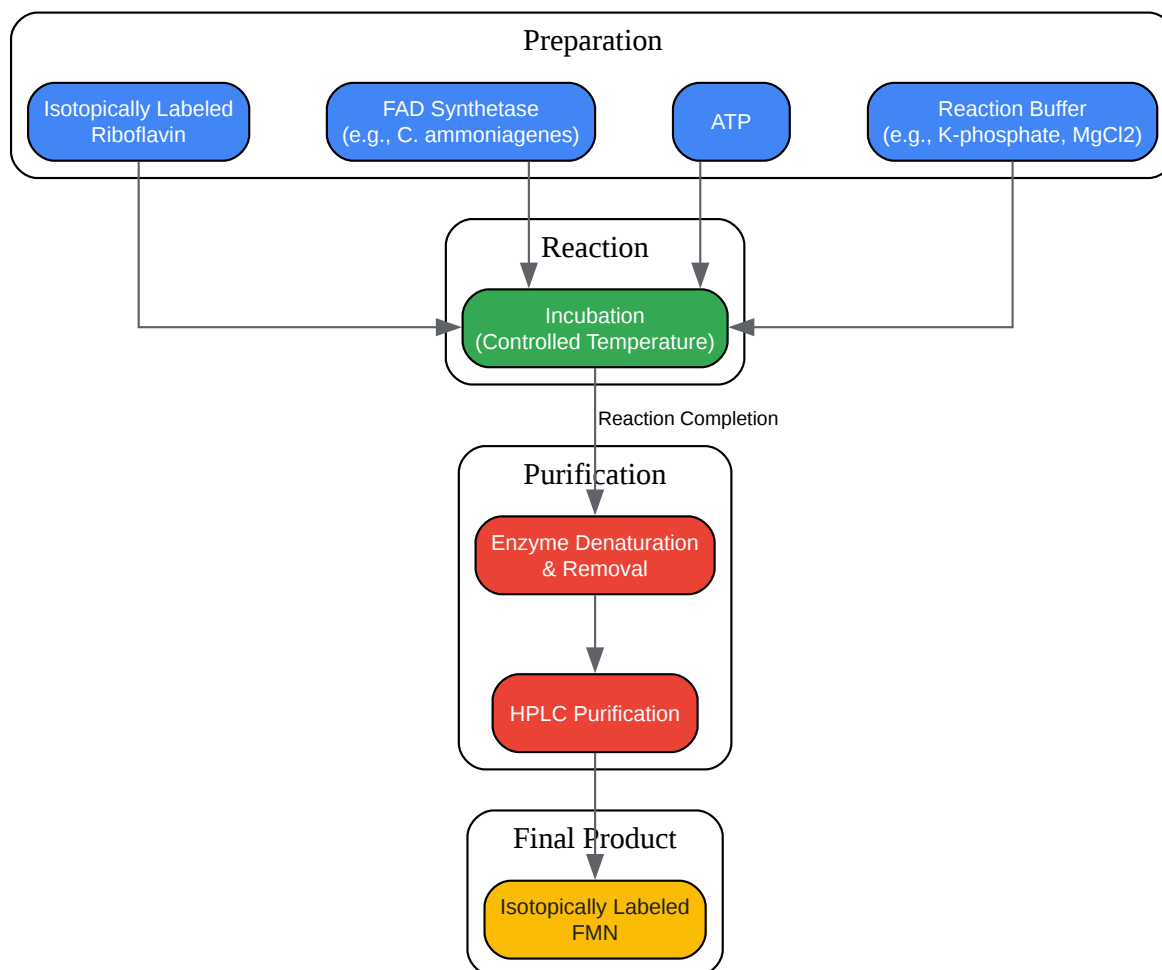 Preparation
Isotopically Labeled
Riboflavin
FAD Synthetase
(e.g., C. ammoniagenes)
ATP
Reaction Buffer
(e.g., K-phosphate, MgCl2)
Reaction
Incubation
(Controlled Temperature)
Reaction Completion
Purification
Enzyme Denaturation
& Removal
HPLC Purification
Final Product
Isotopically Labeled
FMN